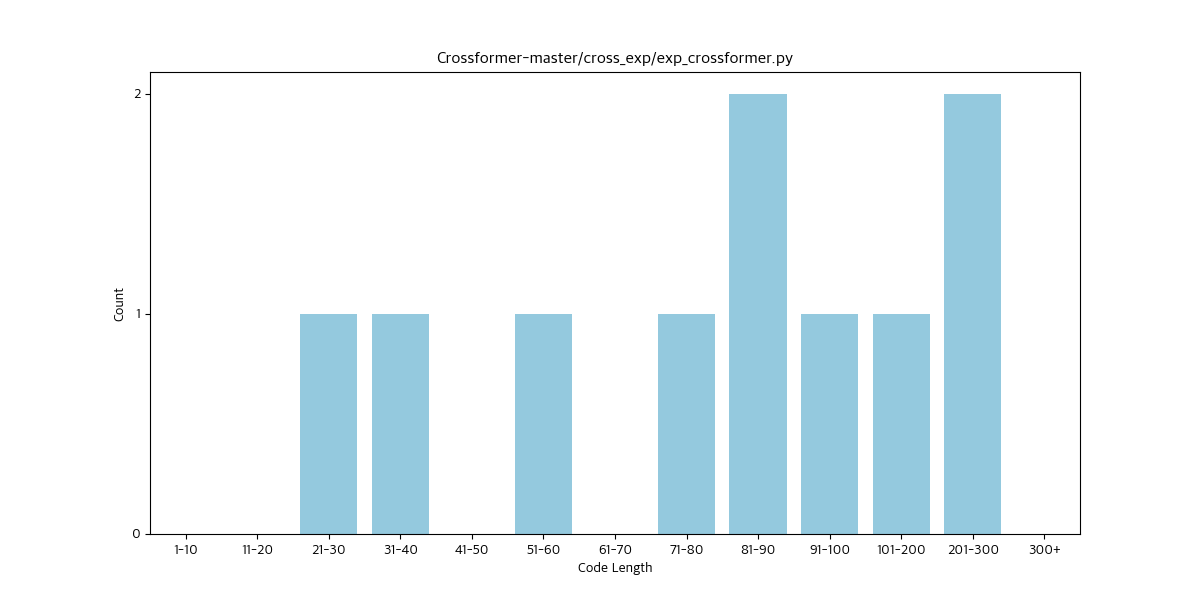 Crossformer-master/cross_exp/exp_crossformer.py
2
1
0
Count
1-10 11-20 21-30 31-40 41-50 51-60 61-70 71-80 81-90 91-100 101-200 201-300 300+
Code Length